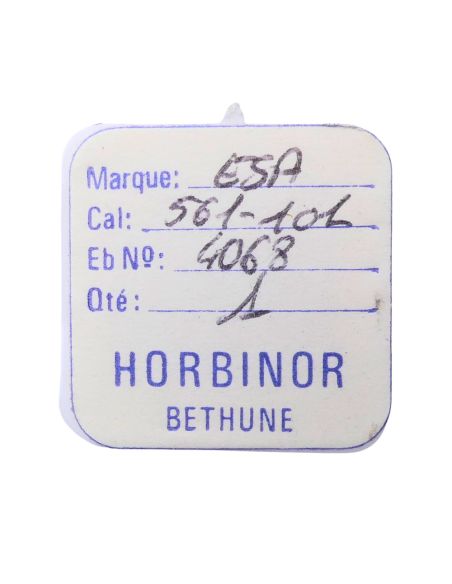 Marque: ESA
Cal: 561-101
Eb Nº: 4068
Qté: 1
HORBINOR
BETHUNE